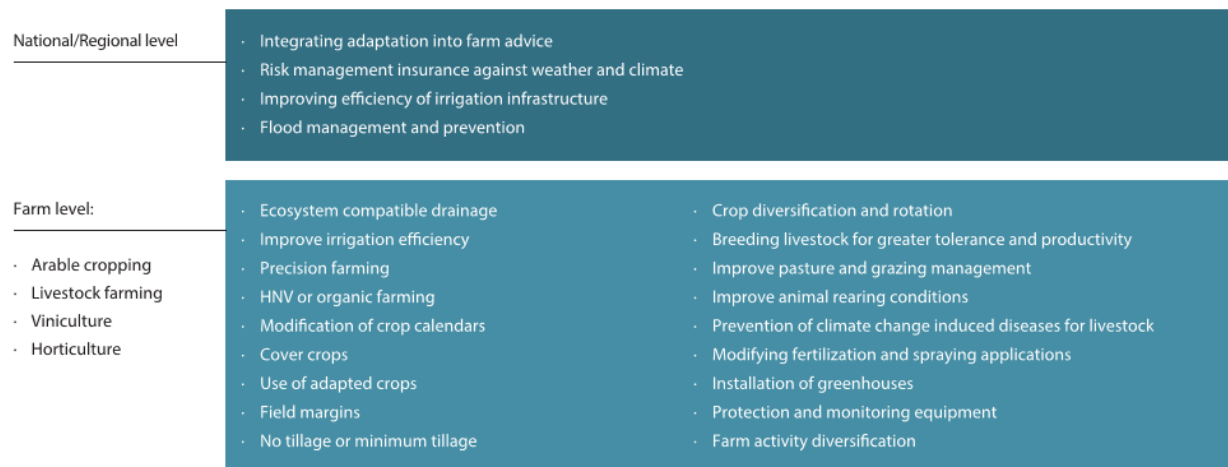 National/Regional level
· Integrating adaptation into farm advice
· Risk management insurance against weather and climate
· Improving efficiency of irrigation infrastructure
· Flood management and prevention
Farm level:
· Arable cropping
· Livestock farming
· Viniculture
· Horticulture
· Ecosystem compatible drainage
· Improve irrigation efficiency
· Precision farming
· HNV or organic farming
· Modification of crop calendars
· Cover crops
· Use of adapted crops
· Field margins
· No tillage or minimum tillage
· Crop diversification and rotation
· Breeding livestock for greater tolerance and productivity
· Improve pasture and grazing management
· Improve animal rearing conditions
· Prevention of climate change induced diseases for livestock
· Modifying fertilization and spraying applications
· Installation of greenhouses
· Protection and monitoring equipment
· Farm activity diversification